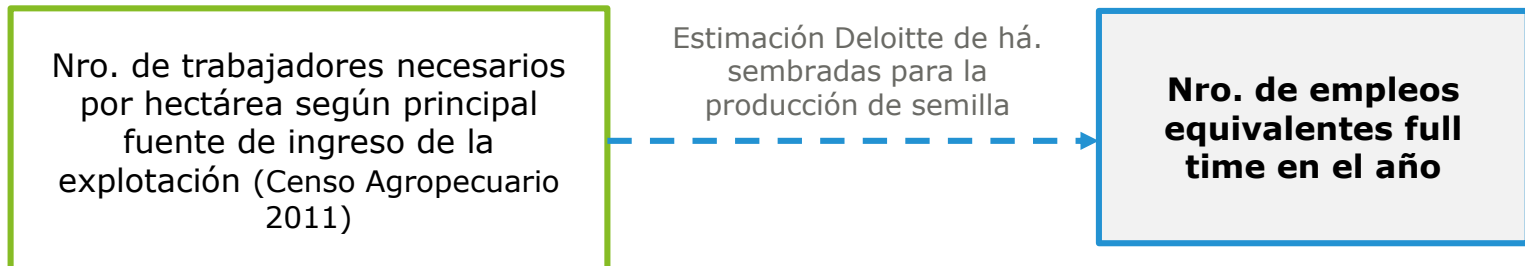 Nro. de trabajadores necesarios
por hectárea según principal
fuente de ingreso de la
explotación (Censo Agropecuario
2011)
Estimación Deloitte de há.
sembradas para la
producción de semilla
Nro. de empleos
equivalentes full
time en el año